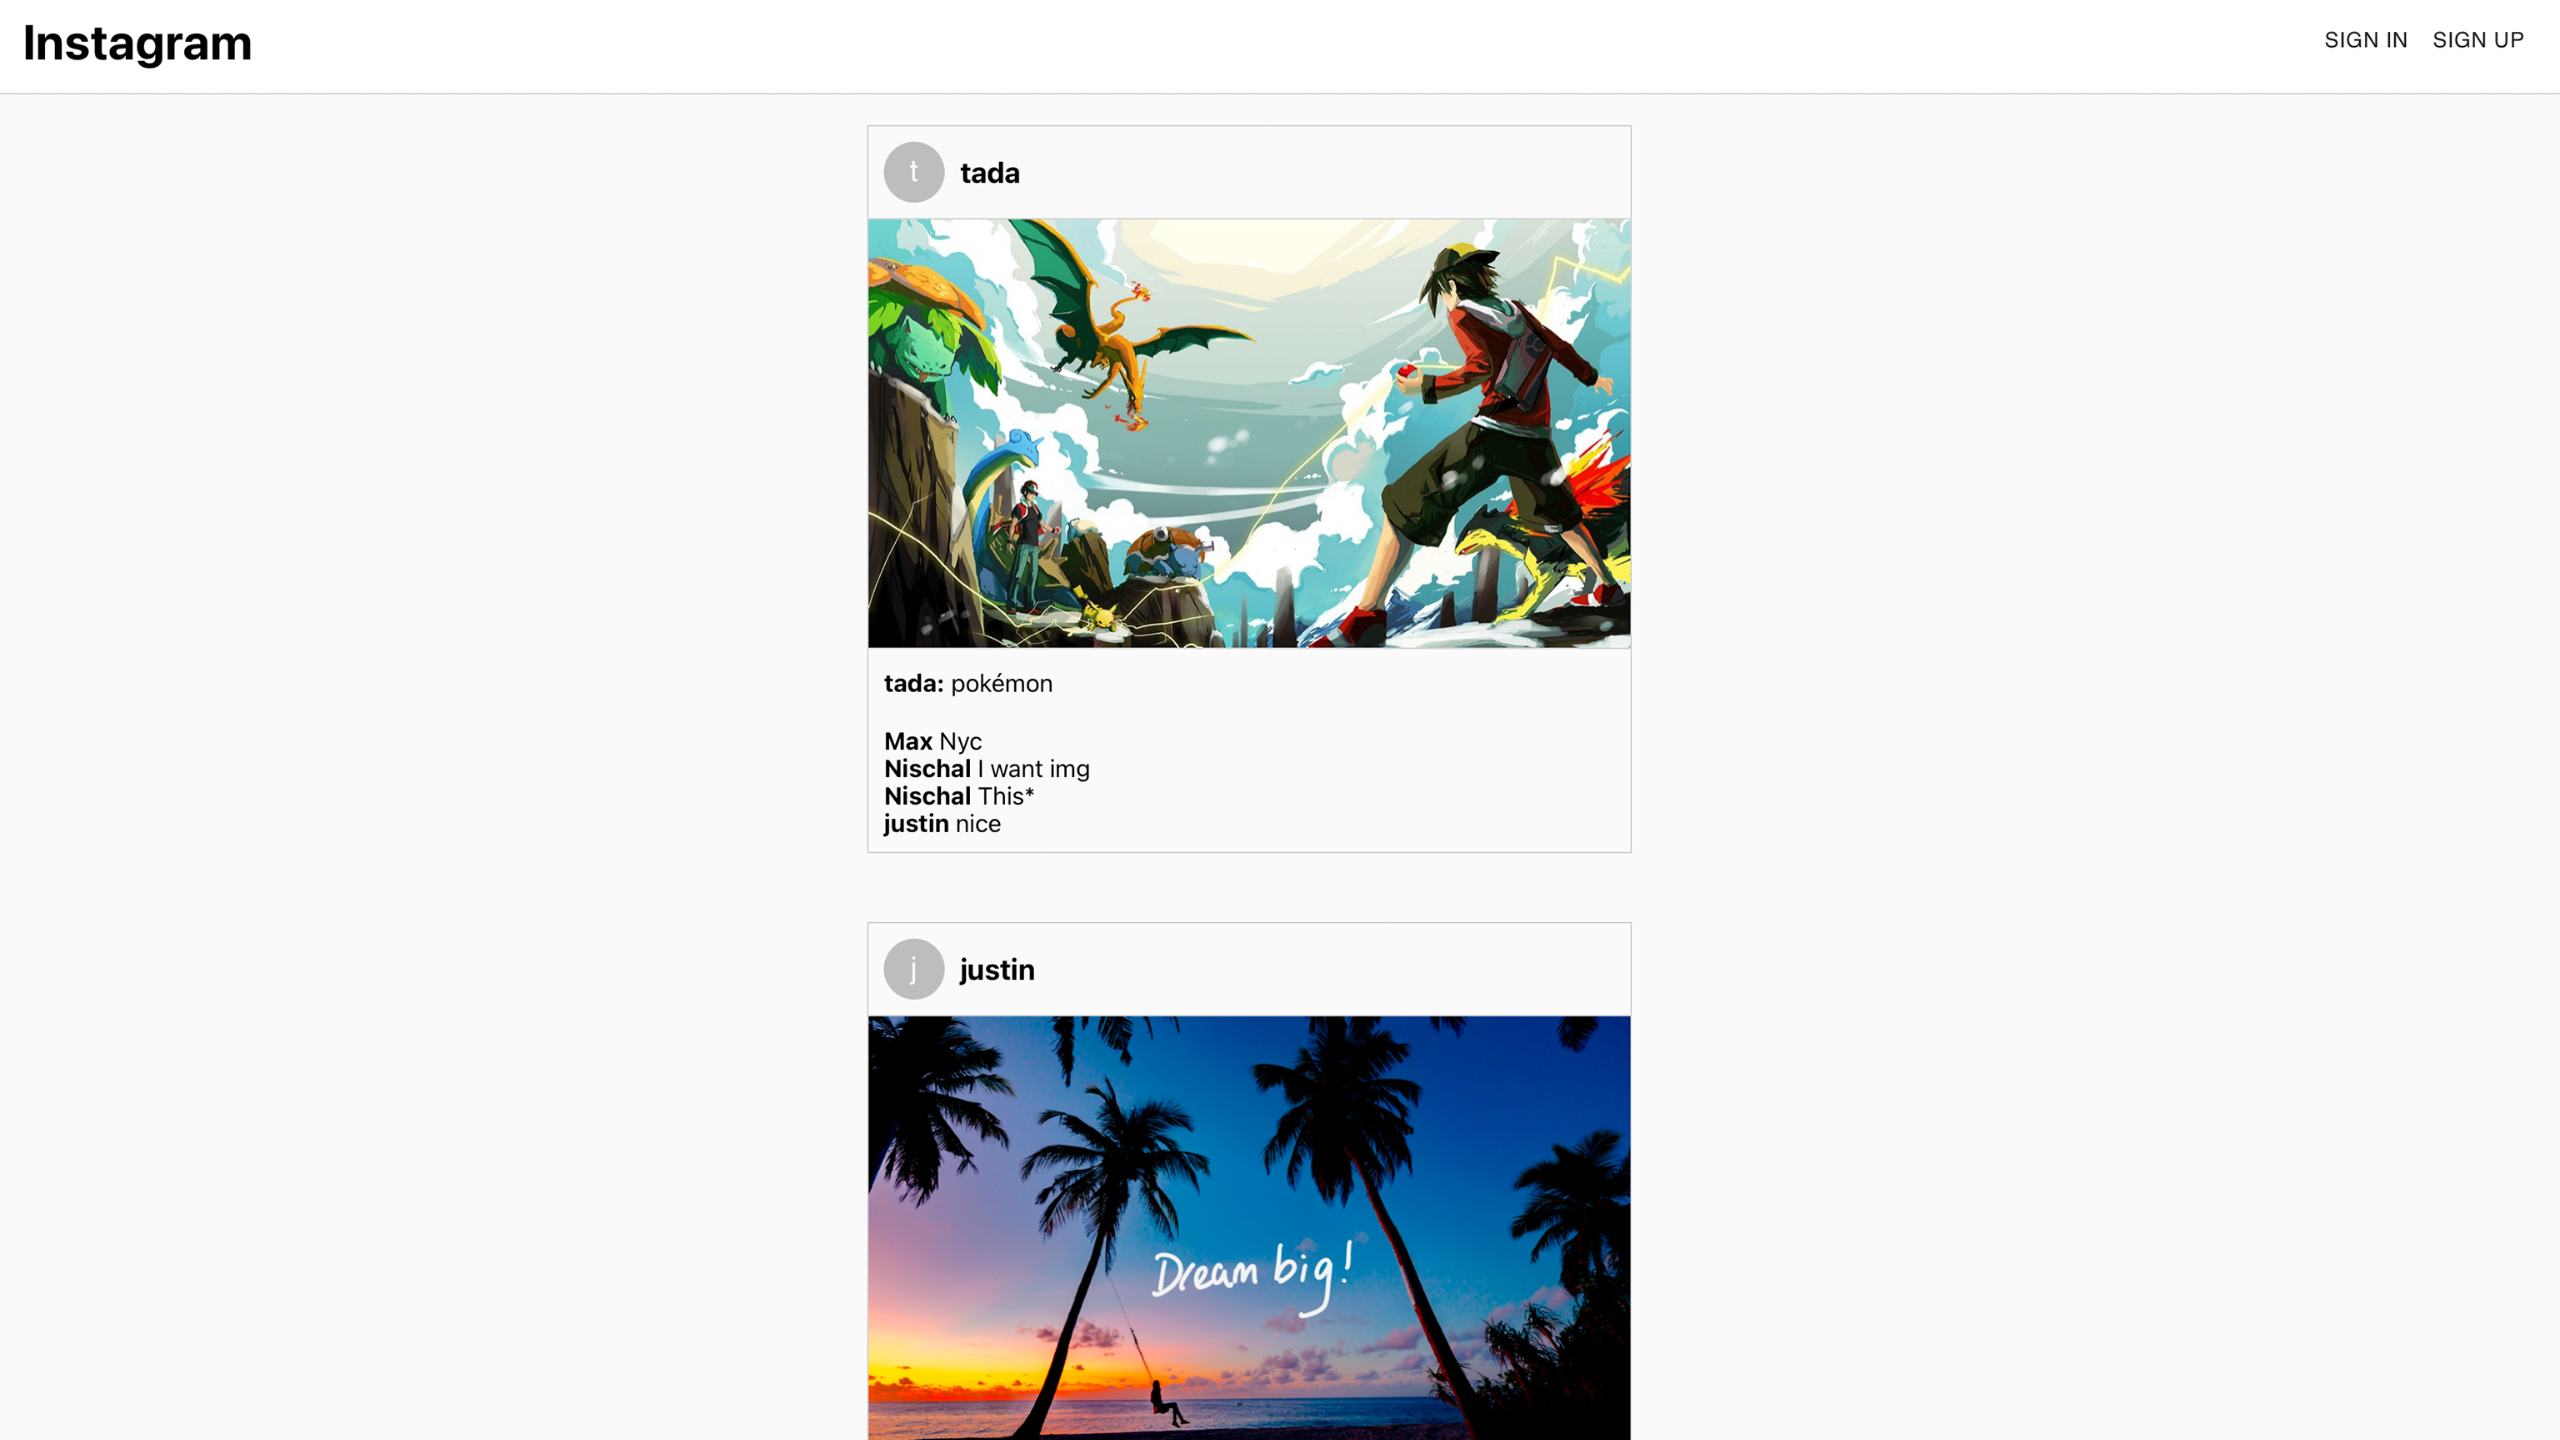 Instagram
SIGN IN SIGN UP
t tada
tada: pokémon
Max Nyc
Nischal I want img
Nischal This*
justin nice
j justin
Dream big!